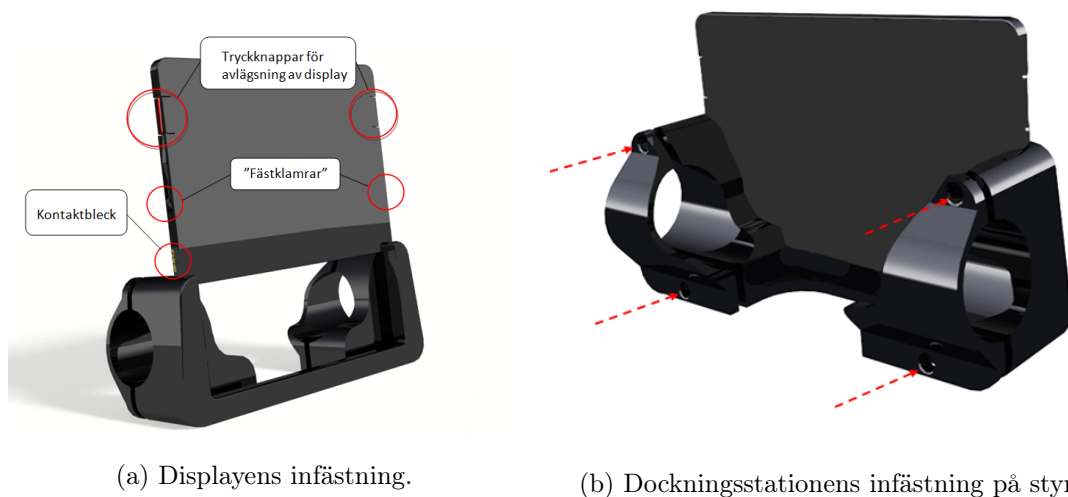 Tryckknappar för
avlägsning av display
”Fästklamrar”
Kontaktbleck
(a) Displayens infästning.
(b) Dockningsstationens infästning på styr